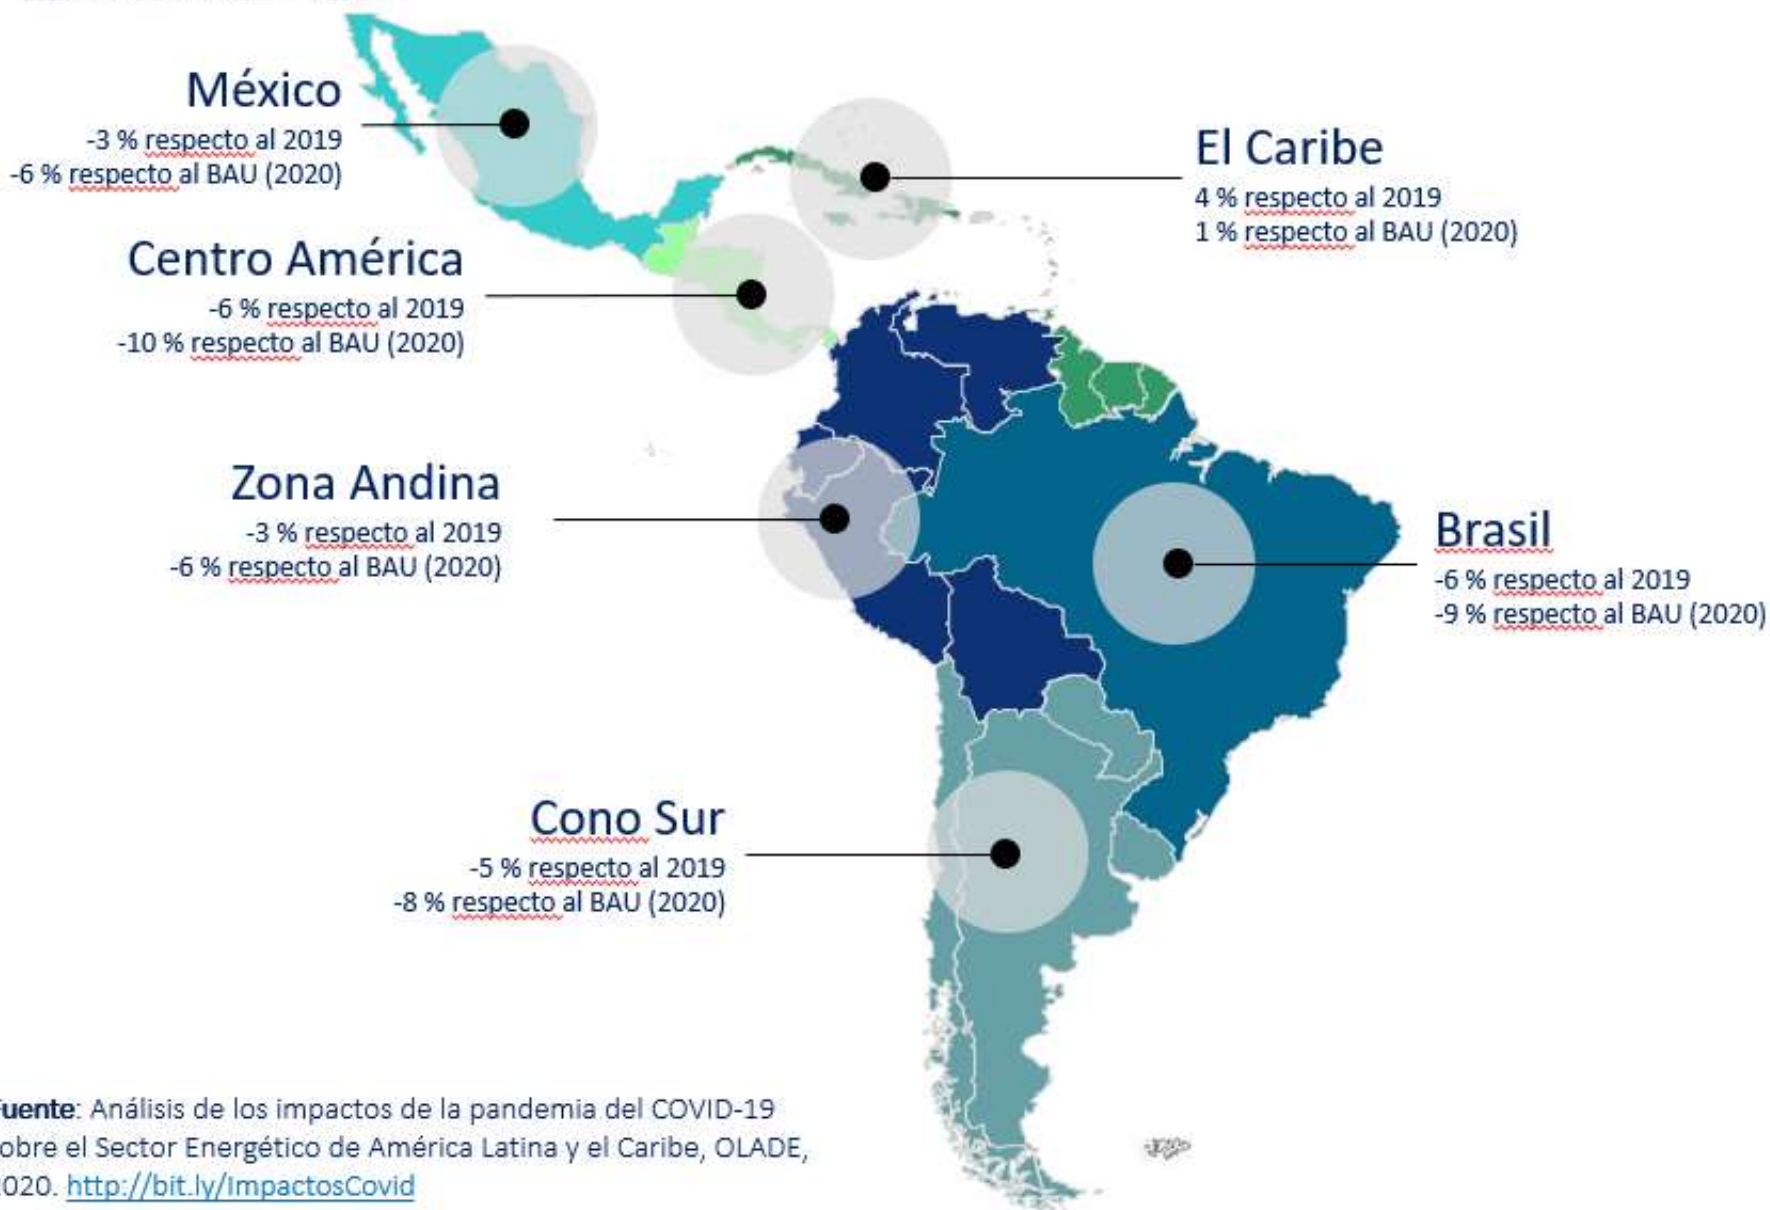 México
-3 % respecto al 2019
-6 % respecto al BAU (2020)
El Caribe
4 % respecto al 2019
1 % respecto al BAU (2020)
Centro América
-6 % respecto al 2019
-10 % respecto al BAU (2020)
Zona Andina
-3 % respecto al 2019
-6 % respecto al BAU (2020)
Brasil
-6 % respecto al 2019
-9 % respecto al BAU (2020)
Cono Sur
-5 % respecto al 2019
-8 % respecto al BAU (2020)
uente: Análisis de los impactos de la pandemia del COVID-19
obre el Sector Energético de América Latina y el Caribe, OLADE,
020. http://bit.ly/ImpactosCovid